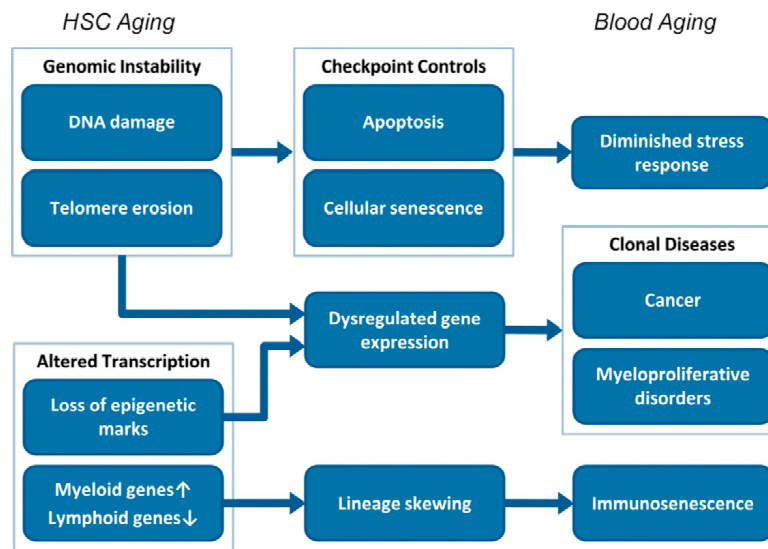 HSC Aging
Blood Aging
Genomic Instability
DNA damage
Telomere erosion
Checkpoint Controls
Apoptosis
Cellular senescence
Diminished stress
response
Clonal Diseases
Cancer
Myeloproliferative
disorders
Dysregulated gene
expression
Altered Transcription
Loss of epigenetic
marks
Myeloid genes↑
Lymphoid genes↓
Lineage skewing
Immunosenescence